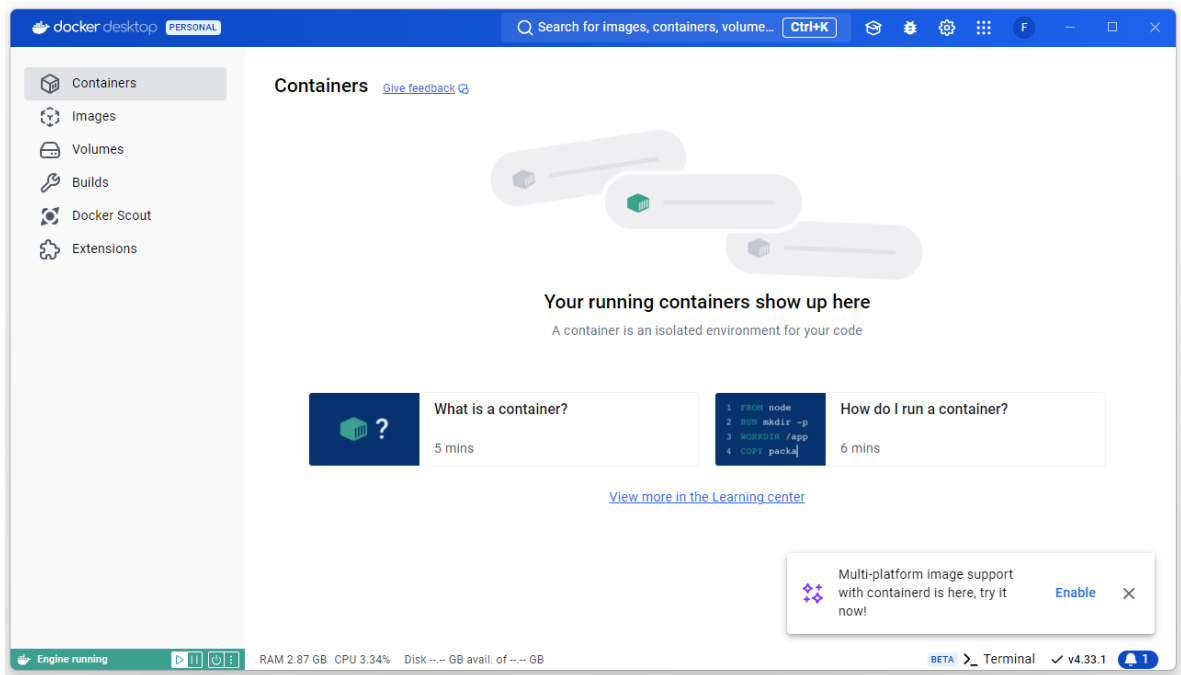 docker desktop PERSONAL
Search for images, containers, volume... Ctrl+K
F
Containers
Images
Volumes
Builds
Docker Scout
Extensions
Containers Give feedback
Your running containers show up here
A container is an isolated environment for your code
?
What is a container?
5 mins
1 FROM node
2 RUN mkdir -p
3 WORKDIR /app
4 COPY packa
How do I run a container?
6 mins
View more in the Learning center
Multi-platform image support
with containerd is here, try it
now!
Enable
Engine running
RAM 2.87 GB CPU 3.34% Disk --.-- GB avail. of --.-- GB
BETA >_ Terminal v4.33.1 1